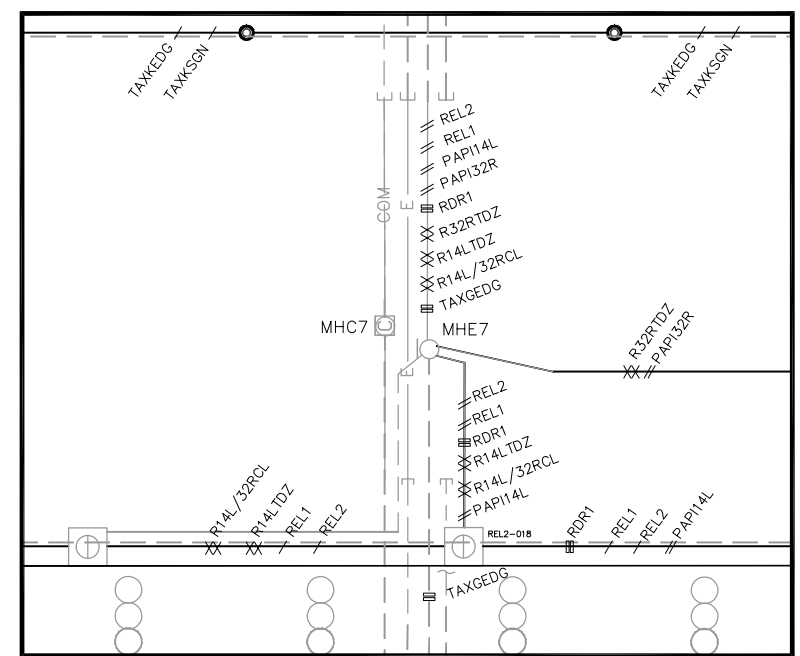 TAXKEDG
TAXKSGN
TAXKEDG
TAXKSGN
REL2
REL1
PAPI14L
PAPI32R
RDR1
R32RTDZ
R14LTDZ
R14L/32RCL
TAXGEDG
COM
E
MHC7
C
MHE7
R32RTDZ
PAPI32R
E
REL2
REL1
RDR1
R14LTDZ
R14L/32RCL
PAPI14L
R14L/32RCL
R14LTDZ
REL1
REL2
REL2-018
RDR1
REL1
REL2
PAPI14L
TAXGEDG